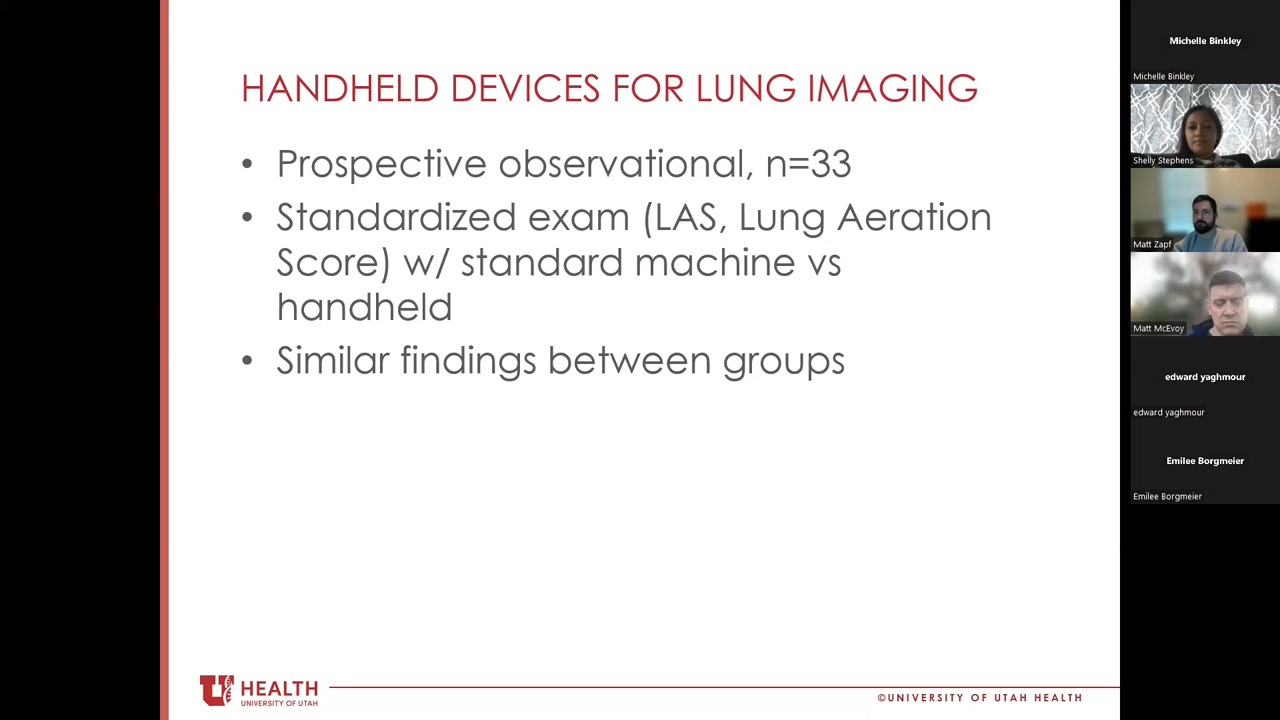 HANDHELD DEVICES FOR LUNG IMAGING
• Prospective observational, n=33
• Standardized exam (LAS, Lung Aeration
Score) w/ standard machine vs
handheld
• Similar findings between groups
U HEALTH
UNIVERSITY OF UTAH
©UNIVERSITY OF UTAH HEALTH
Michelle Binkley
Michelle Binkley
Shelly Stephens
Matt Zapf
Matt McEvoy
edward yaghmour
edward yaghmour
Emilee Borgmeier
Emilee Borgmeier